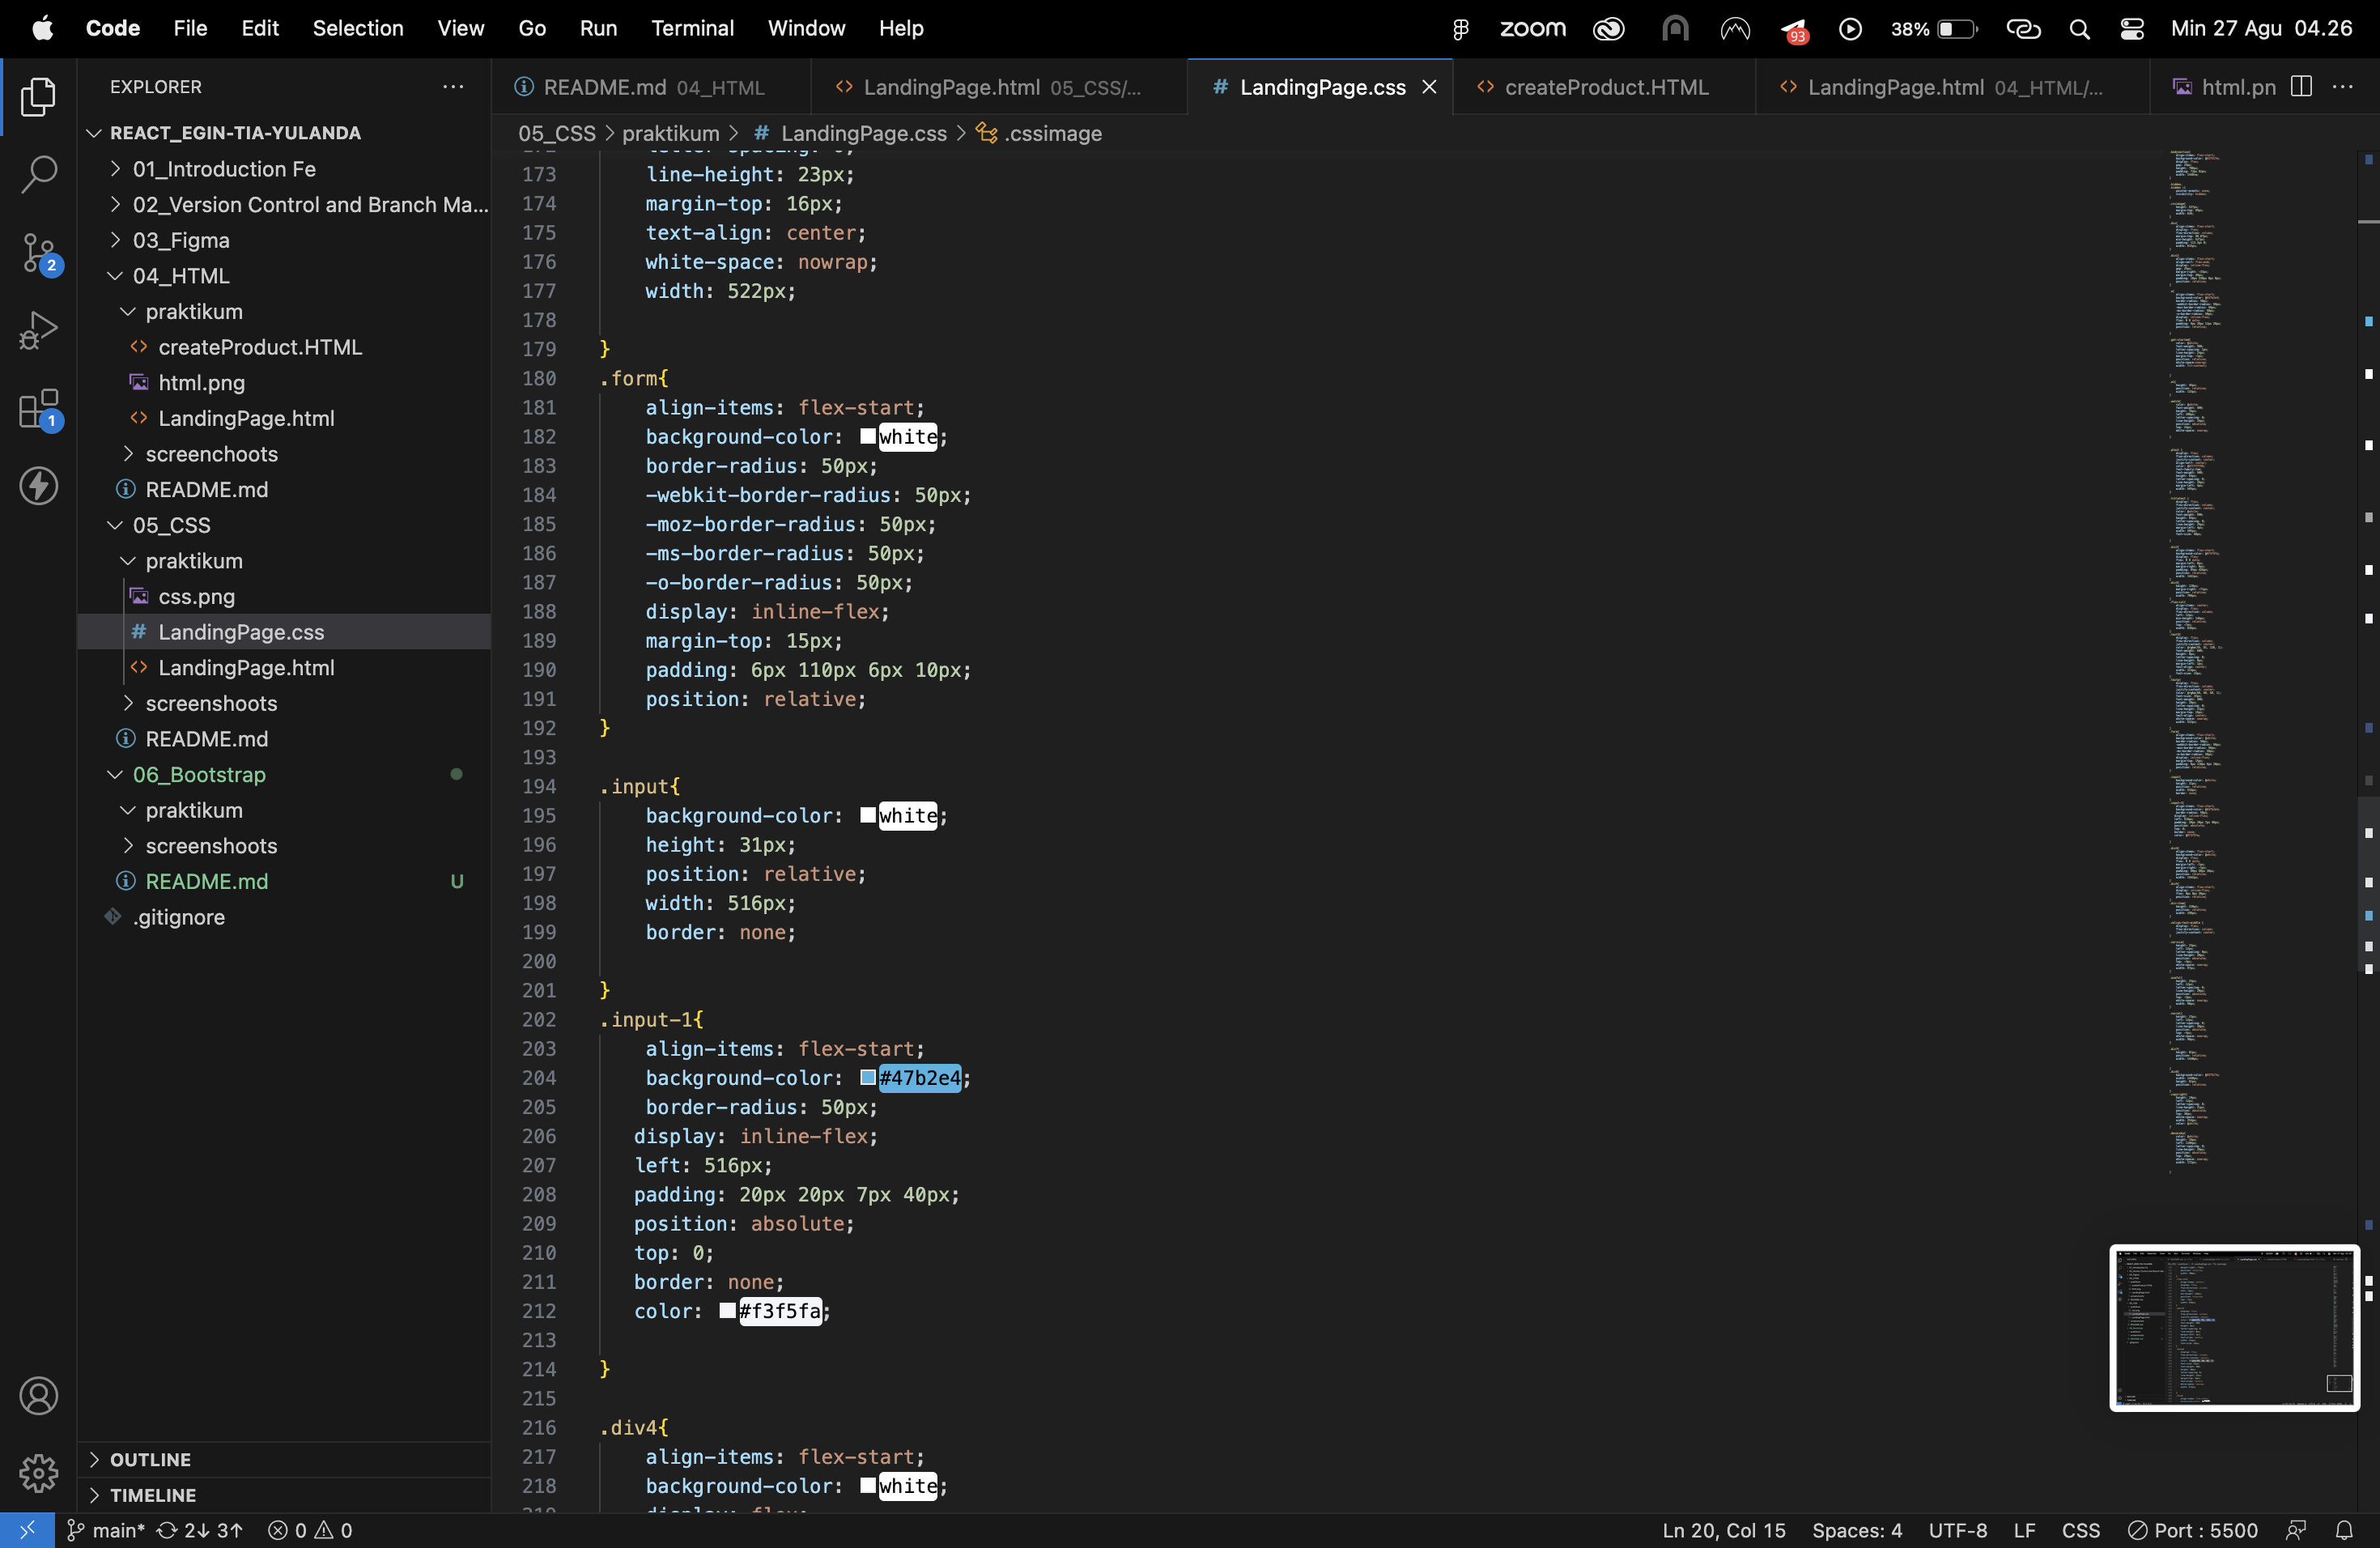 Code File Edit Selection View Go Run Terminal Window Help zoom 93 38% Min 27 Agu 04.26
EXPLORER
REACT_EGIN-TIA-YULANDA
01_Introduction Fe
02_Version Control and Branch Ma...
03_Figma
04_HTML
praktikum
createProduct.HTML
html.png
LandingPage.html
screenchoots
README.md
05_CSS
praktikum
css.png
LandingPage.css
LandingPage.html
screenshoots
README.md
06_Bootstrap
praktikum
screenshoots
README.md U
.gitignore
OUTLINE
TIMELINE
2
1
README.md 04_HTML LandingPage.html 05_CSS/... LandingPage.css createProduct.HTML LandingPage.html 04_HTML/... html.pn
05_CSS > praktikum > # LandingPage.css > .cssimage
173 line-height: 23px;
174 margin-top: 16px;
175 text-align: center;
176 white-space: nowrap;
177 width: 522px;
178
179 }
180 .form{
181 align-items: flex-start;
182 background-color: white;
183 border-radius: 50px;
184 -webkit-border-radius: 50px;
185 -moz-border-radius: 50px;
186 -ms-border-radius: 50px;
187 -o-border-radius: 50px;
188 display: inline-flex;
189 margin-top: 15px;
190 padding: 6px 110px 6px 10px;
191 position: relative;
192 }
193
194 .input{
195 background-color: white;
196 height: 31px;
197 position: relative;
198 width: 516px;
199 border: none;
200
201 }
202 .input-1{
203 align-items: flex-start;
204 background-color: #47b2e4;
205 border-radius: 50px;
206 display: inline-flex;
207 left: 516px;
208 padding: 20px 20px 7px 40px;
209 position: absolute;
210 top: 0;
211 border: none;
212 color: #f3f5fa;
213
214 }
215
216 .div4{
217 align-items: flex-start;
218 background-color: white;
main* 2↓ 3↑ 0 0 Ln 20, Col 15 Spaces: 4 UTF-8 LF CSS Port : 5500